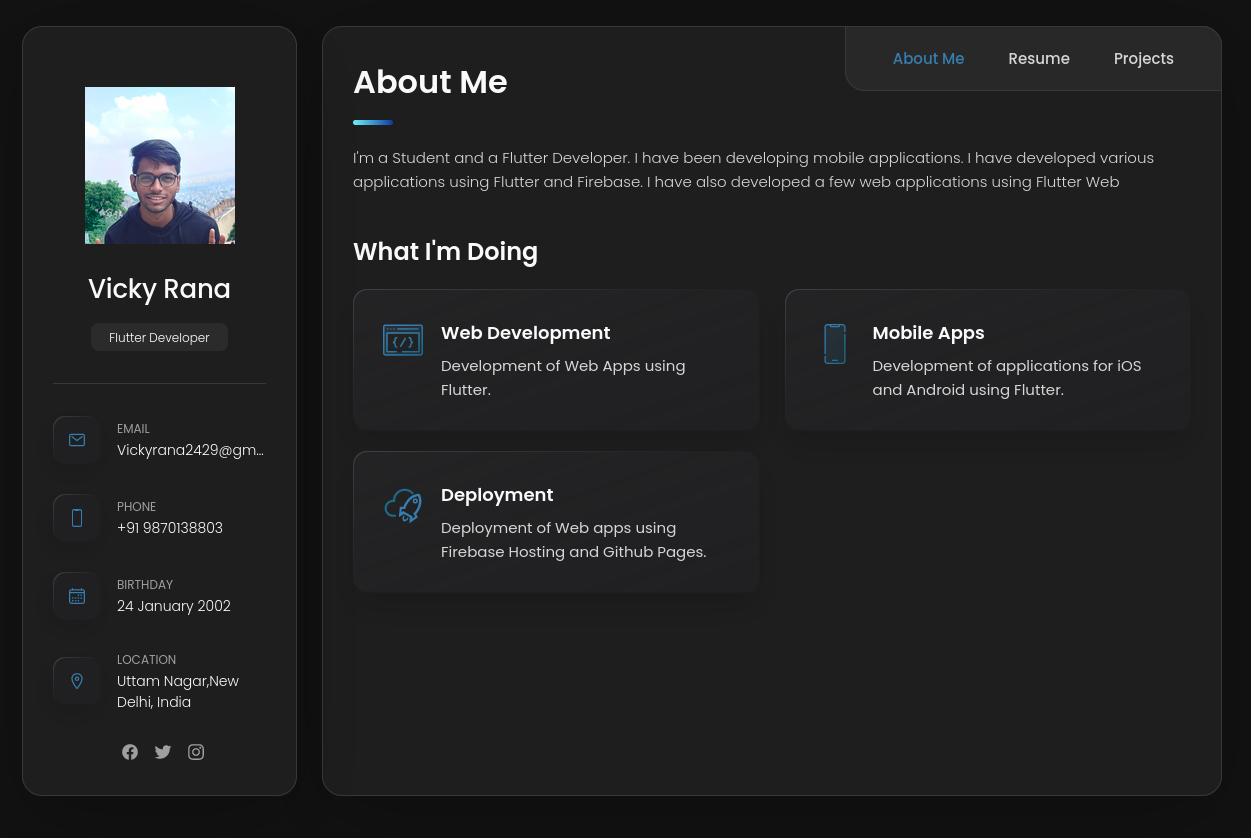 Vicky Rana
Flutter Developer
EMAIL
Vickyrana2429@gm...
PHONE
+91 9870138803
BIRTHDAY
24 January 2002
LOCATION
Uttam Nagar,New
Delhi, India
About Me
Resume
Projects
About Me
I'm a Student and a Flutter Developer. I have been developing mobile applications. I have developed various
applications using Flutter and Firebase. I have also developed a few web applications using Flutter Web
What I'm Doing
Web Development
Development of Web Apps using
Flutter.
Mobile Apps
Development of applications for iOS
and Android using Flutter.
Deployment
Deployment of Web apps using
Firebase Hosting and Github Pages.